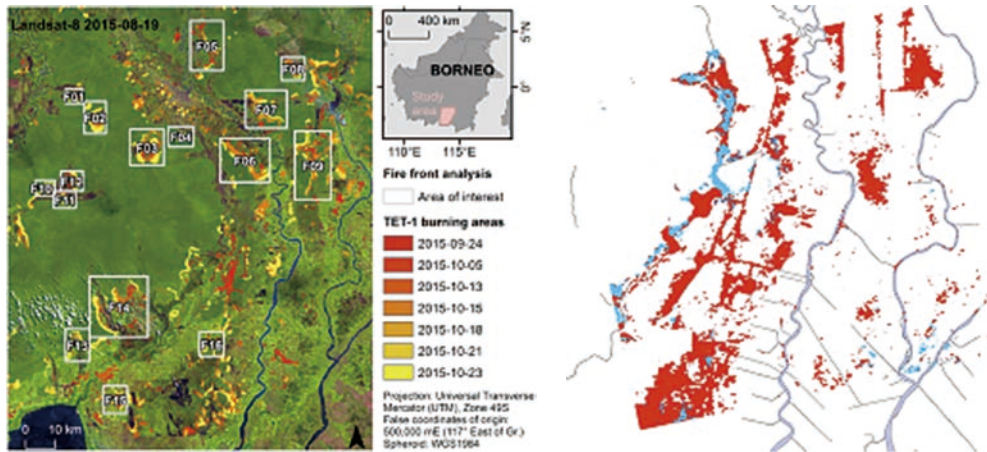 Landsat-8 2015-08-19
F05
F08
F01
F02
F07
F03
F04
F06
F09
F10
F11
F14
F13
F16
F15
0 10 km
0 400 km
5°N
BORNEO
0°
Study
area
110°E 115°E
Fire front analysis
Area of interest
TET-1 burning areas
2015-09-24
2015-10-05
2015-10-13
2015-10-15
2015-10-18
2015-10-21
2015-10-23
Projection: Universal Transverse
Mercator (UTM), Zone 49S
False coordinates of origin:
500,000 mE (117° East of Gr.)
Spheroid: WGS1984